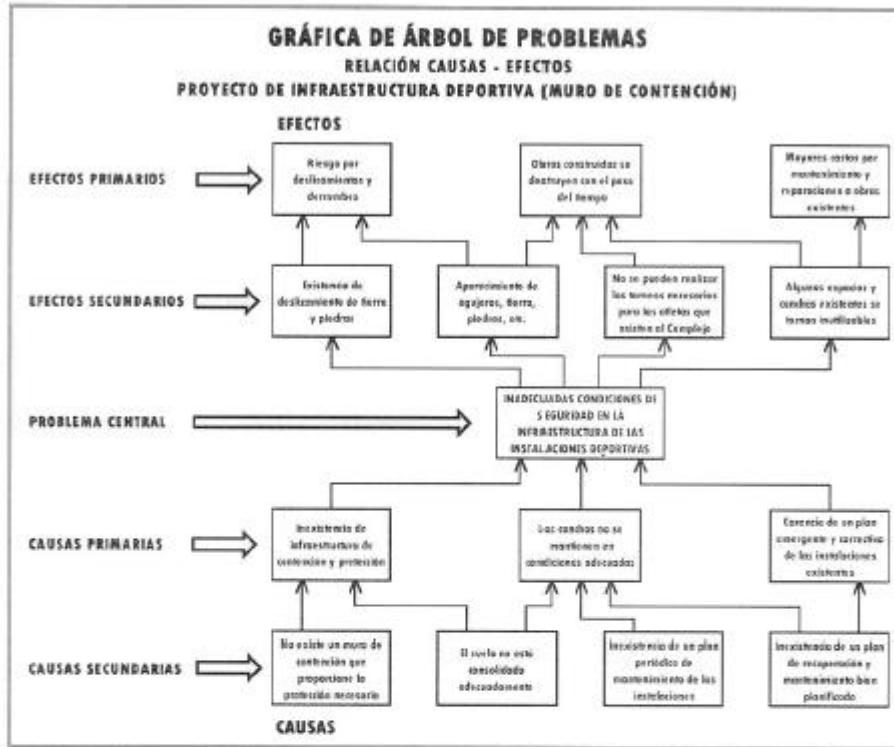 GRÁFICA DE ÁRBOL DE PROBLEMAS
RELACIÓN CAUSAS - EFECTOS
PROYECTO DE INFRAESTRUCTURA DEPORTIVA (MURO DE CONTENCIÓN)
EFECTOS
EFECTOS PRIMARIOS
Riesgo por
deslizamientos y
derrumbes
Obras construidas se
destruyen con el paso
del tiempo
Mayores costos por
mantenimiento y
reparaciones a obras
existentes
EFECTOS SECUNDARIOS
Existencia de
deslizamiento de tierra
y piedras
Aparecimiento de
agujeros, tierra,
piedras, etc.
No se pueden realizar
los torneos necesarios
para los atletas que
asisten al Complejo
Algunos espacios y
canchas existentes se
tornan inutilizables
PROBLEMA CENTRAL
INADECUADAS CONDICIONES DE
SEGURIDAD EN LA
INFRAESTRUCTURA DE LAS
INSTALACIONES DEPORTIVAS
CAUSAS PRIMARIAS
Inexistencia de
infraestructura de
contención y protección
Las canchas no se
mantienen en
condiciones adecuadas
Carencia de un plan
emergente y correctivo
de las instalaciones
existentes
CAUSAS SECUNDARIAS
No existe un muro de
contención que
proporcione la
protección necesaria
El suelo no está
consolidado
adecuadamente
Inexistencia de un plan
periódico de
mantenimiento de las
instalaciones
Inexistencia de un plan
de recuperación y
mantenimiento bien
planificado
CAUSAS